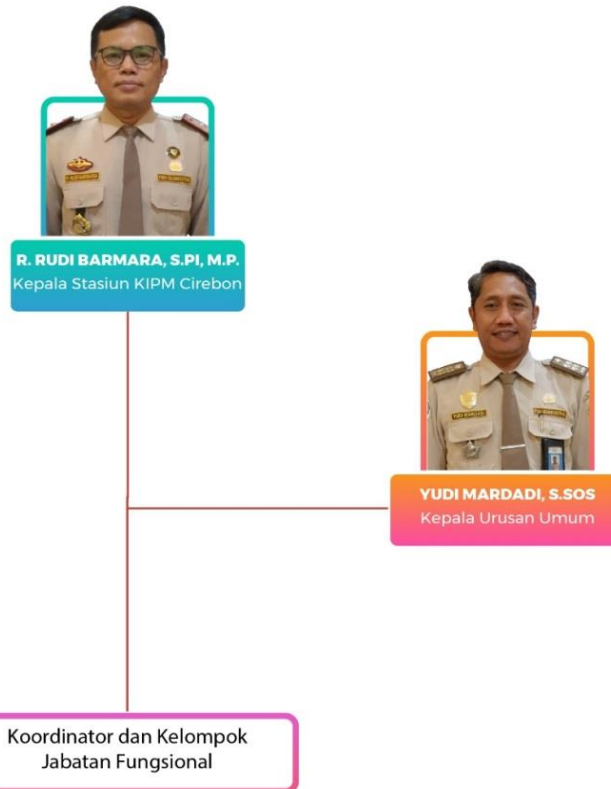 R. RUDI BARMARA, S.PI, M.P.
Kepala Stasiun KIPM Cirebon
YUDI MARDADI, S.SOS
Kepala Urusan Umum
Koordinator dan Kelompok
Jabatan Fungsional